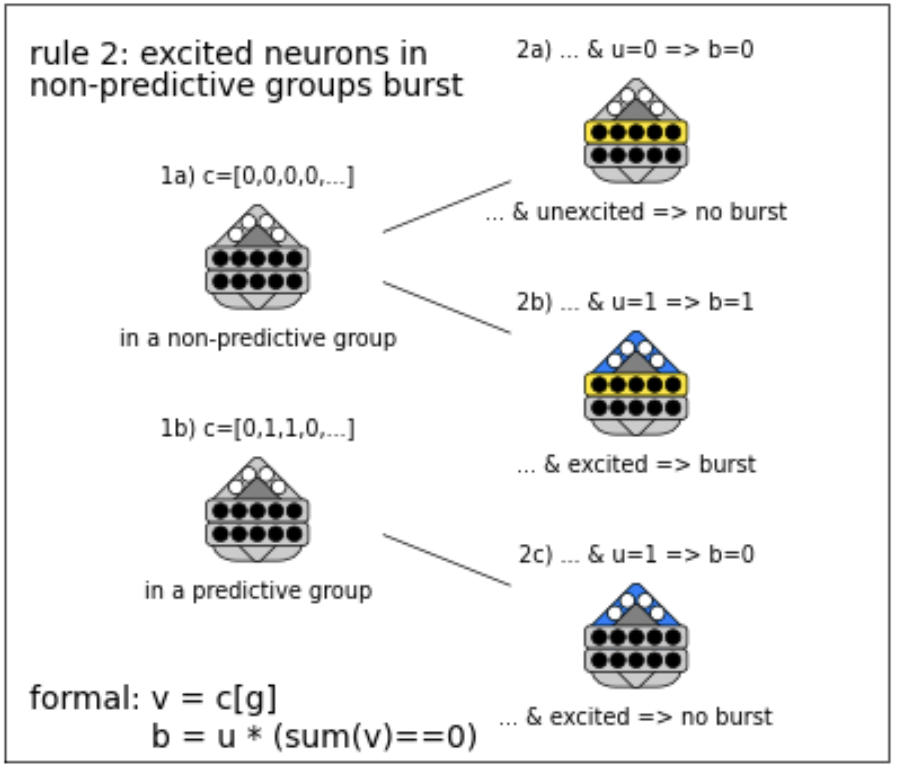 rule 2: excited neurons in
non-predictive groups burst
2a) ... & u=0 => b=0
1a) c=[0,0,0,0,...]
... & unexcited => no burst
2b) ... & u=1 => b=1
in a non-predictive group
1b) c=[0,1,1,0,...]
... & excited => burst
2c) ... & u=1 => b=0
in a predictive group
formal: v = c[g]
... & excited => no burst
b = u * (sum(v)==0)